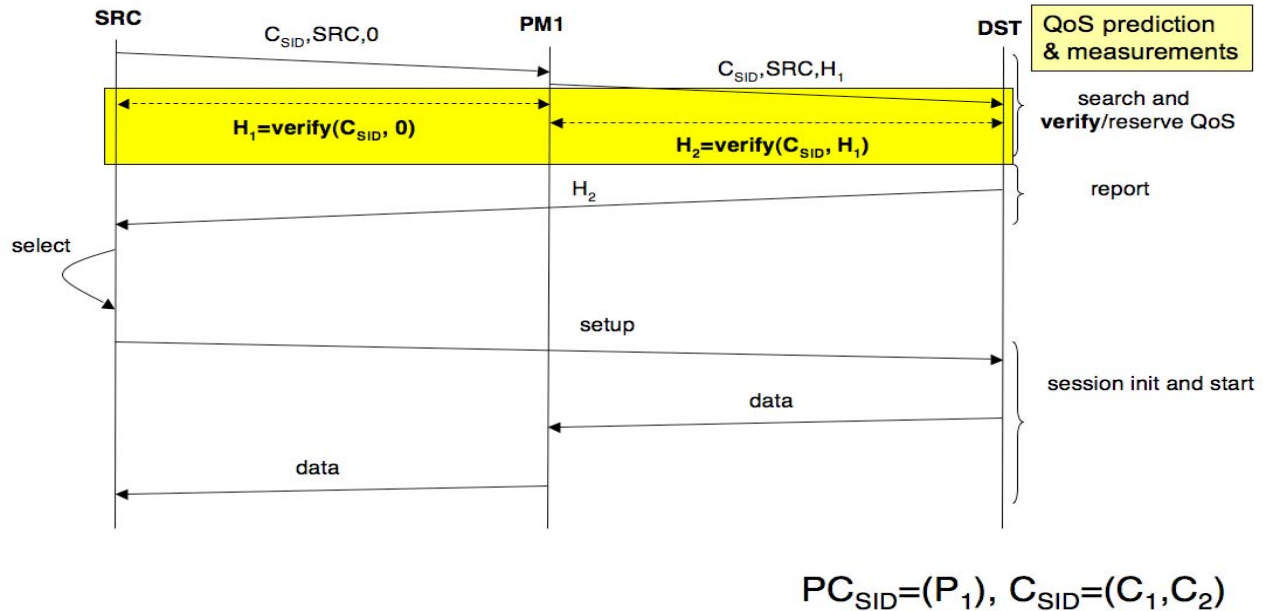 SRC
PM1
DST
QoS prediction
& measurements
C_SID,SRC,0
C_SID,SRC,H_1
search and
verify/reserve QoS
H_1=verify(C_SID, 0)
H_2=verify(C_SID, H_1)
H_2
report
select
setup
session init and start
data
data
PC_SID=(P_1), C_SID=(C_1,C_2)